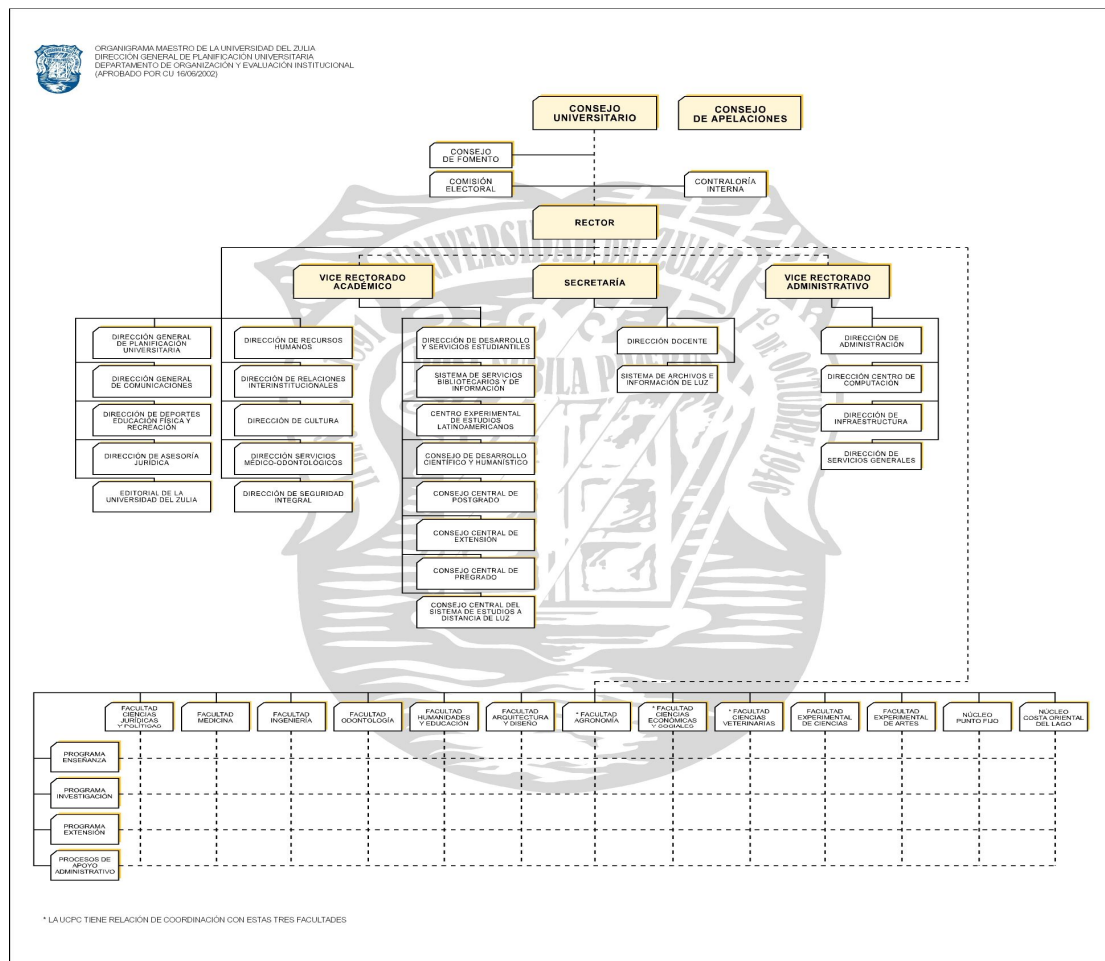 ORGANIGRAMA MAESTRO DE LA UNIVERSIDAD DEL ZULIA
DIRECCIÓN GENERAL DE PLANIFICACIÓN UNIVERSITARIA
DEPARTAMENTO DE ORGANIZACIÓN Y EVALUACIÓN INSTITUCIONAL
(APROBADO POR CU 16/06/2002)
CONSEJO
UNIVERSITARIO
CONSEJO
DE APELACIONES
CONSEJO
DE FOMENTO
COMISIÓN
ELECTORAL
CONTRALORÍA
INTERNA
RECTOR
UNIVERSIDAD DEL ZULIA
VICE RECTORADO
ACADÉMICO
SECRETARÍA
VICE RECTORADO
ADMINISTRATIVO
DIRECCIÓN GENERAL
DE PLANIFICACIÓN
UNIVERSITARIA
DIRECCIÓN GENERAL
DE COMUNICACIONES
DIRECCIÓN DE DEPORTES
EDUCACIÓN FÍSICA Y
RECREACIÓN
DIRECCIÓN DE ASESORÍA
JURÍDICA
EDITORIAL DE LA
UNIVERSIDAD DEL ZULIA
DIRECCIÓN DE RECURSOS
HUMANOS
DIRECCIÓN DE RELACIONES
INTERINSTITUCIONALES
DIRECCIÓN DE CULTURA
DIRECCIÓN SERVICIOS
MÉDICO-ODONTOLÓGICOS
DIRECCIÓN DE SEGURIDAD
INTEGRAL
DIRECCIÓN DE DESARROLLO
Y SERVICIOS ESTUDIANTILES
SISTEMA DE SERVICIOS
BIBLIOTECARIOS Y DE
INFORMACIÓN
CENTRO EXPERIMENTAL
DE ESTUDIOS
LATINOAMERICANOS
CONSEJO DE DESARROLLO
CIENTÍFICO Y HUMANÍSTICO
CONSEJO CENTRAL DE
POSTGRADO
CONSEJO CENTRAL DE
EXTENSIÓN
CONSEJO CENTRAL DE
PREGRADO
CONSEJO CENTRAL DEL
SISTEMA DE ESTUDIOS A
DISTANCIA DE LUZ
DIRECCIÓN DOCENTE
SISTEMA DE ARCHIVOS E
INFORMACIÓN DE LUZ
DIRECCIÓN DE
ADMINISTRACIÓN
DIRECCIÓN CENTRO DE
COMPUTACIÓN
DIRECCIÓN DE
INFRAESTRUCTURA
DIRECCIÓN DE
SERVICIOS GENERALES
1º DE OCTUBRE 1946
FACULTAD
CIENCIAS
JURÍDICAS
Y POLÍTICAS
FACULTAD
MEDICINA
FACULTAD
INGENIERÍA
FACULTAD
ODONTOLOGÍA
FACULTAD
HUMANIDADES
Y EDUCACIÓN
FACULTAD
ARQUITECTURA
Y DISEÑO
* FACULTAD
AGRONOMÍA
* FACULTAD
CIENCIAS
ECONÓMICAS
Y SOCIALES
* FACULTAD
CIENCIAS
VETERINARIAS
FACULTAD
EXPERIMENTAL
DE CIENCIAS
FACULTAD
EXPERIMENTAL
DE ARTES
NÚCLEO
PUNTO FIJO
NÚCLEO
COSTA ORIENTAL
DEL LAGO
PROGRAMA
ENSEÑANZA
PROGRAMA
INVESTIGACIÓN
PROGRAMA
EXTENSIÓN
PROCESOS DE
APOYO
ADMINISTRATIVO
* LA UCPC TIENE RELACIÓN DE COORDINACIÓN CON ESTAS TRES FACULTADES